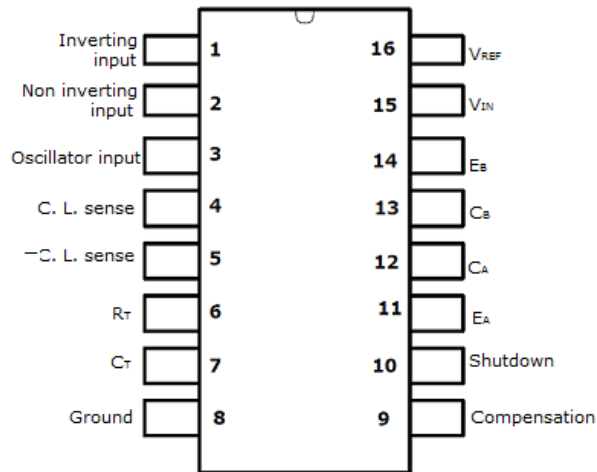 Inverting
input
1
16
VREF
Non inverting
input
2
15
VIN
Oscillator input
3
14
EB
C. L. sense
4
13
CB
–C. L. sense
5
12
CA
RT
6
11
EA
CT
7
10
Shutdown
Ground
8
9
Compensation